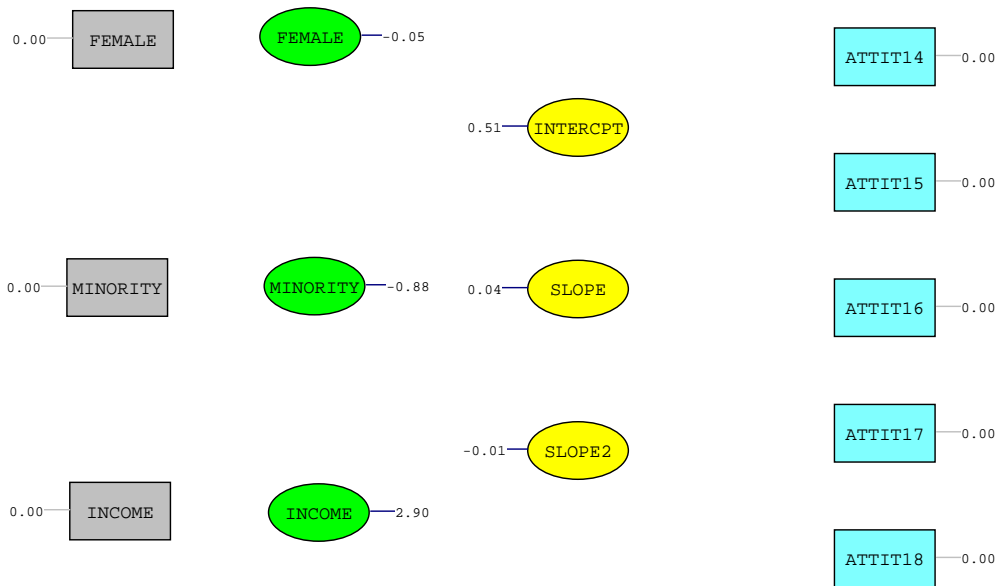 0.00 FEMALE
FEMALE -0.05
ATTIT14 0.00
0.51 INTERCPT
ATTIT15 0.00
0.00 MINORITY
MINORITY -0.88
0.04 SLOPE
ATTIT16 0.00
ATTIT17 0.00
-0.01 SLOPE2
0.00 INCOME
INCOME 2.90
ATTIT18 0.00